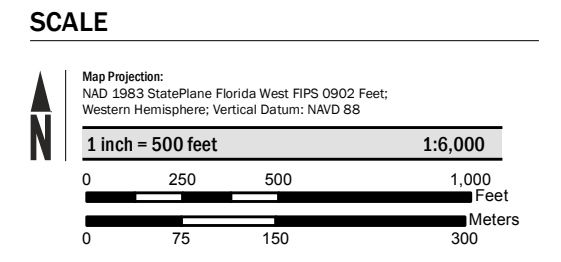 SCALE
Map Projection:
NAD 1983 StatePlane Florida West FIPS 0902 Feet;
Western Hemisphere; Vertical Datum: NAVD 88
N
1 inch = 500 feet 1:6,000
0 250 500 1,000
Feet
Meters
0 75 150 300